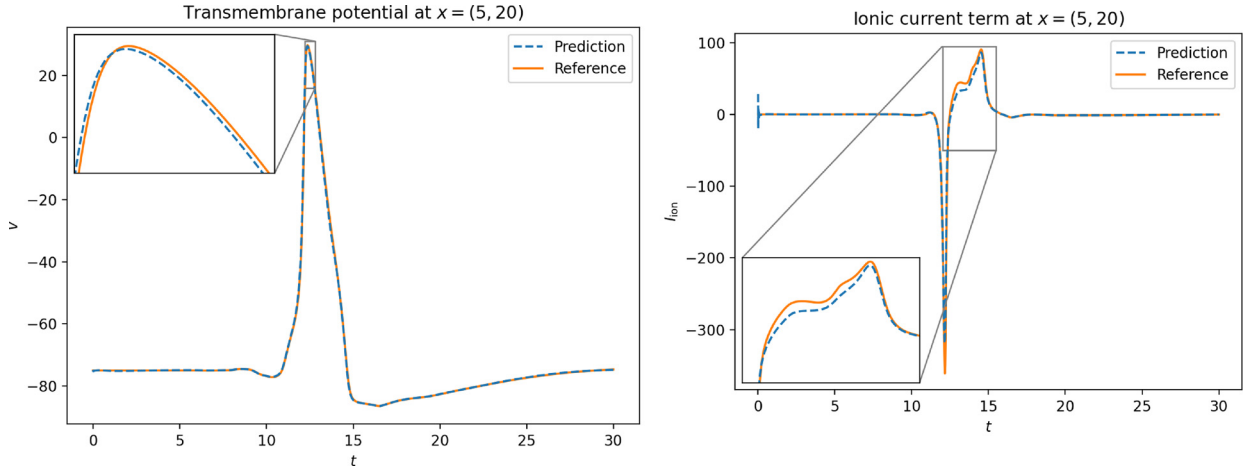 Transmembrane potential at x = (5, 20)
Prediction
Reference
20
0
−20
−40
−60
−80
v
0 5 10 15 20 25 30
t
Ionic current term at x = (5, 20)
Prediction
Reference
100
0
−100
−200
−300
I_ion
0 5 10 15 20 25 30
t